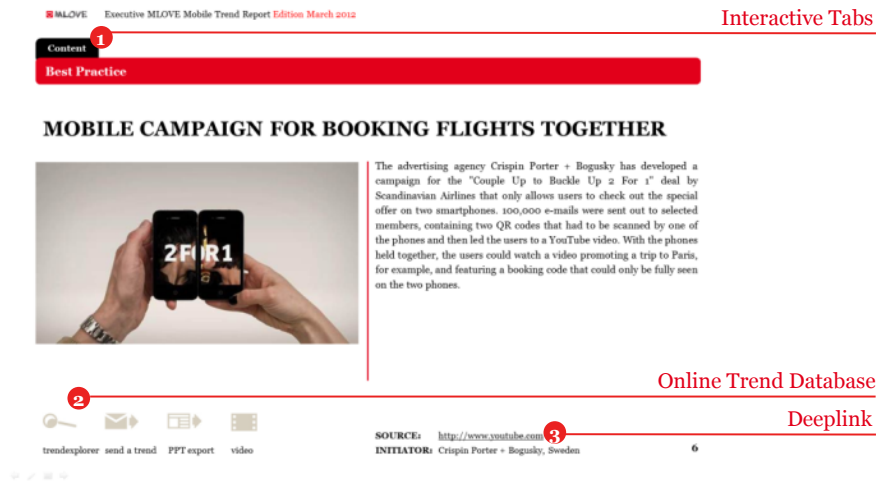 MLOVE Executive MLOVE Mobile Trend Report Edition March 2012
Interactive Tabs
1
Content
Best Practice
MOBILE CAMPAIGN FOR BOOKING FLIGHTS TOGETHER
The advertising agency Crispin Porter + Bogusky has developed a
campaign for the "Couple Up to Buckle Up 2 For 1" deal by
Scandinavian Airlines that only allows users to check out the special
offer on two smartphones. 100,000 e-mails were sent out to selected
members, containing two QR codes that had to be scanned by one of
the phones and then led the users to a YouTube video. With the phones
held together, the users could watch a video promoting a trip to Paris,
for example, and featuring a booking code that could only be fully seen
on the two phones.
2FOR1
Online Trend Database
2
Deeplink
3
trendexplorer send a trend PPT export video
SOURCE: http://www.youtube.com
INITIATOR: Crispin Porter + Bogusky, Sweden
6